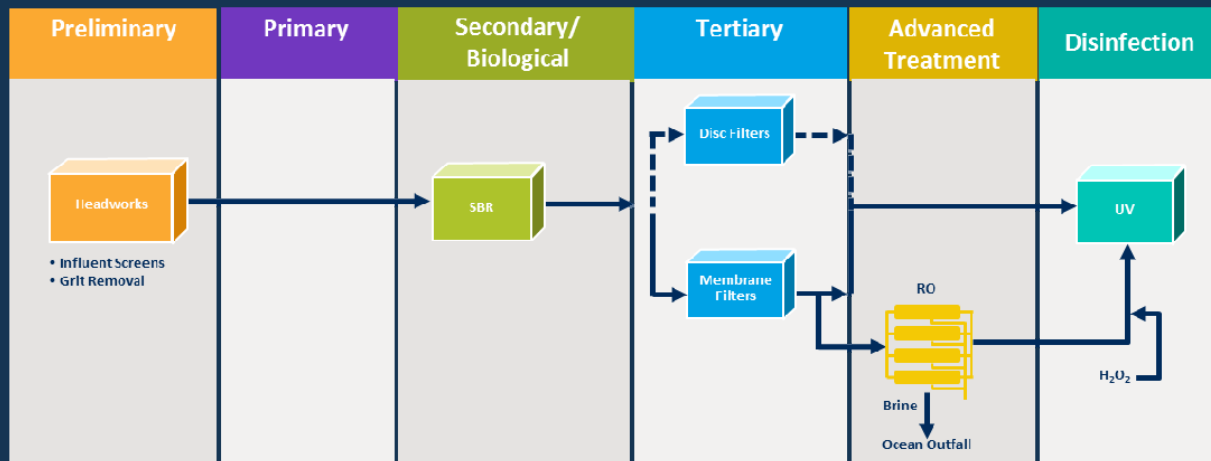 Preliminary
Primary
Secondary/
Biological
Tertiary
Advanced
Treatment
Disinfection
Headworks
• Influent Screens
• Grit Removal
SBR
Disc Filters
Membrane
Filters
RO
Brine
Ocean Outfall
UV
H₂O₂